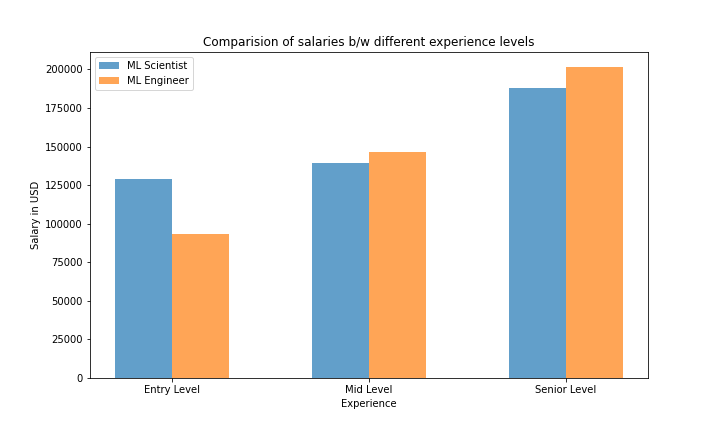 Comparision of salaries b/w different experience levels
ML Scientist
ML Engineer
200000
175000
150000
125000
100000
75000
50000
25000
0
Salary in USD
Entry Level
Mid Level
Senior Level
Experience